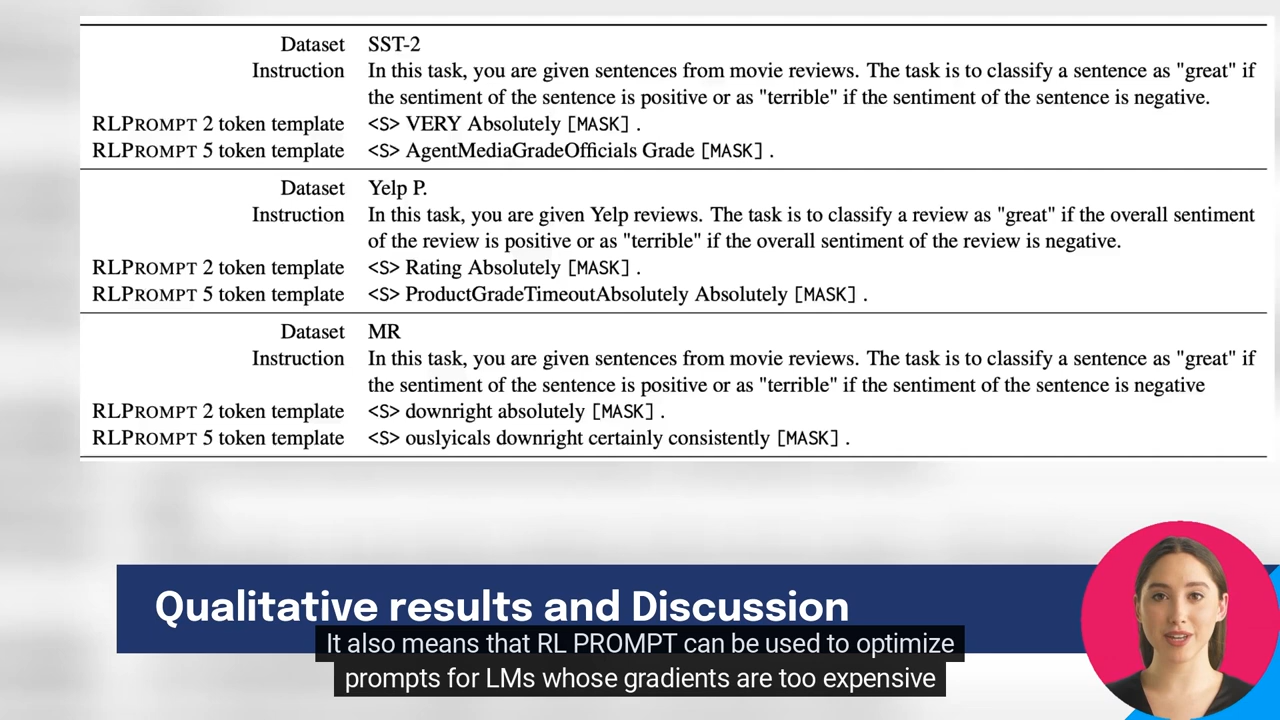 Dataset SST-2
Instruction In this task, you are given sentences from movie reviews. The task is to classify a sentence as "great" if
the sentiment of the sentence is positive or as "terrible" if the sentiment of the sentence is negative.
RLPROMPT 2 token template <S> VERY Absolutely [MASK] .
RLPROMPT 5 token template <S> AgentMediaGradeOfficials Grade [MASK] .
Dataset Yelp P.
Instruction In this task, you are given Yelp reviews. The task is to classify a review as "great" if the overall sentiment
of the review is positive or as "terrible" if the overall sentiment of the review is negative.
RLPROMPT 2 token template <S> Rating Absolutely [MASK] .
RLPROMPT 5 token template <S> ProductGradeTimeoutAbsolutely Absolutely [MASK] .
Dataset MR
Instruction In this task, you are given sentences from movie reviews. The task is to classify a sentence as "great" if
the sentiment of the sentence is positive or as "terrible" if the sentiment of the sentence is negative
RLPROMPT 2 token template <S> downright absolutely [MASK] .
RLPROMPT 5 token template <S> ouslyicals downright certainly consistently [MASK] .
Qualitative results and Discussion
It also means that RL PROMPT can be used to optimize
prompts for LMs whose gradients are too expensive